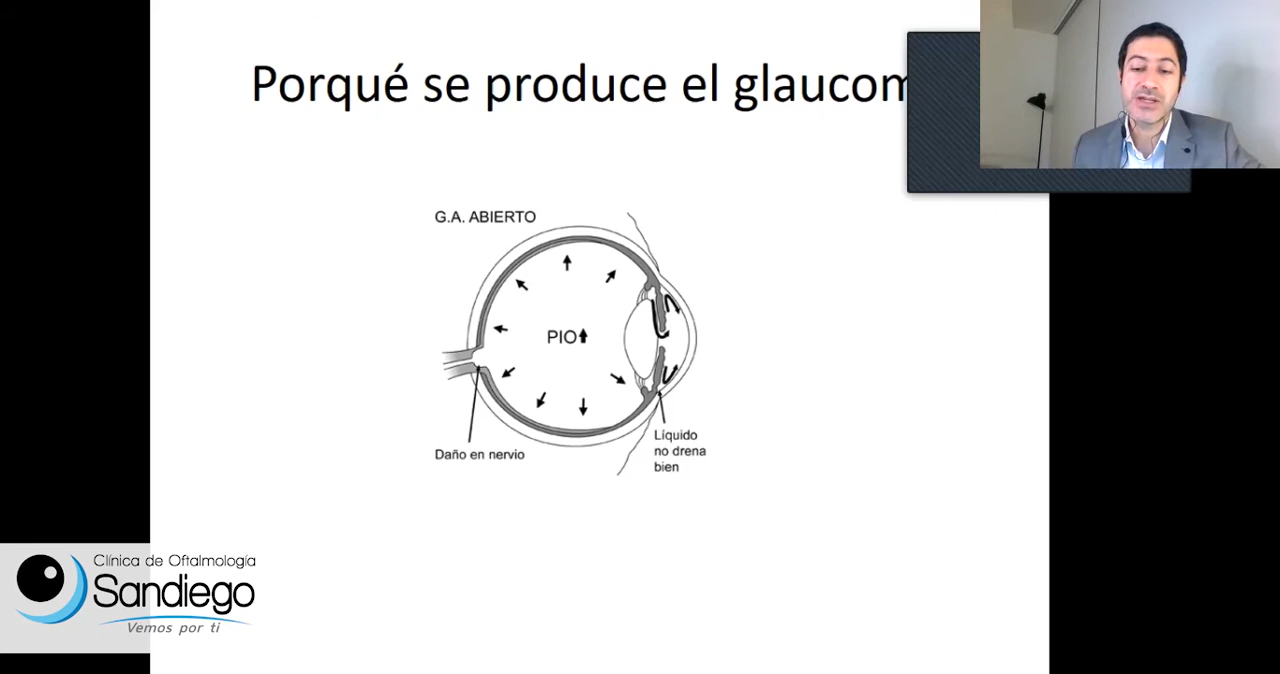 Porqué se produce el glaucom
G.A. ABIERTO
PIO
Daño en nervio
Líquido
no drena
bien
Clínica de Oftalmología
Sandiego
Vemos por ti